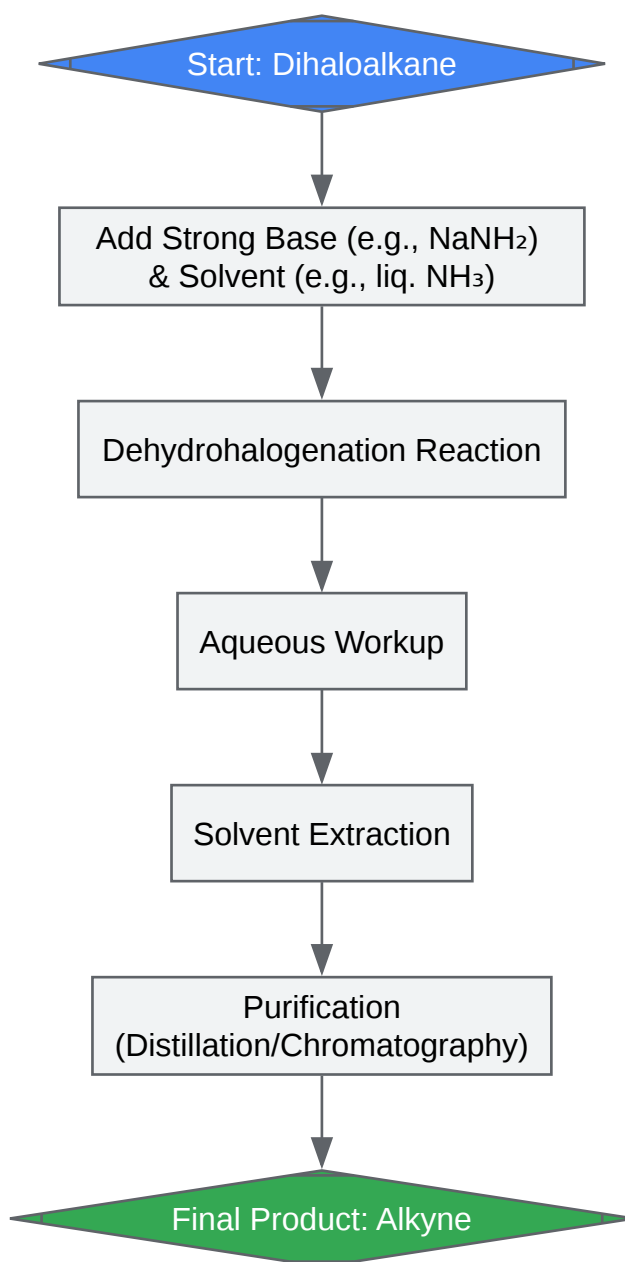 Start: Dihaloalkane
Add Strong Base (e.g., NaNH₂)
& Solvent (e.g., liq. NH₃)
Dehydrohalogenation Reaction
Aqueous Workup
Solvent Extraction
Purification
(Distillation/Chromatography)
Final Product: Alkyne